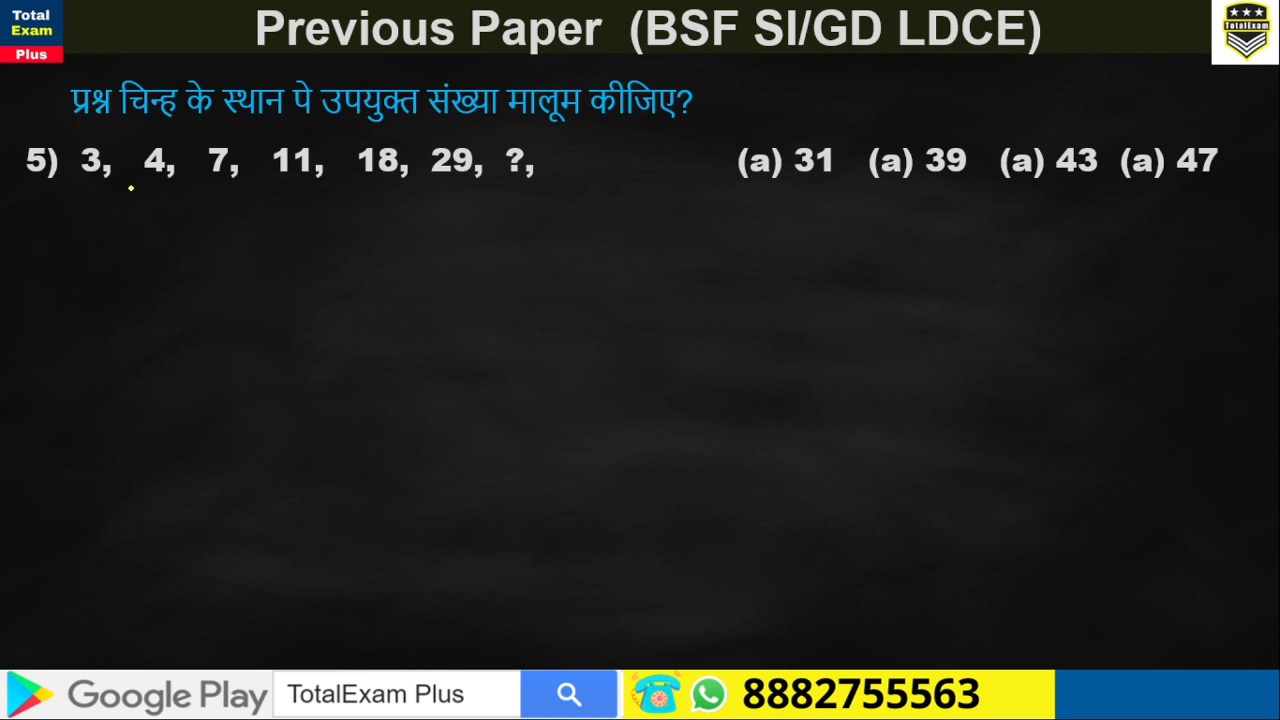 Total
Exam
Plus
Previous Paper (BSF SI/GD LDCE)
TotalExam
प्रश्न चिन्ह के स्थान पे उपयुक्त संख्या मालूम कीजिए?
5) 3, 4, 7, 11, 18, 29, ?, (a) 31 (a) 39 (a) 43 (a) 47
Google Play TotalExam Plus 8882755563